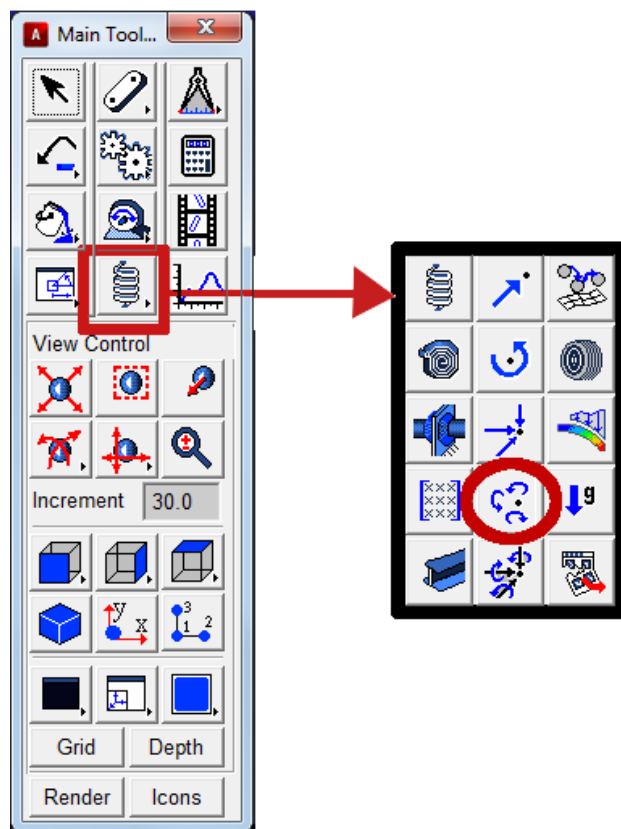 Main Tool...
View Control
Increment 30.0
y
x
3
1 2
Grid Depth
Render Icons
g